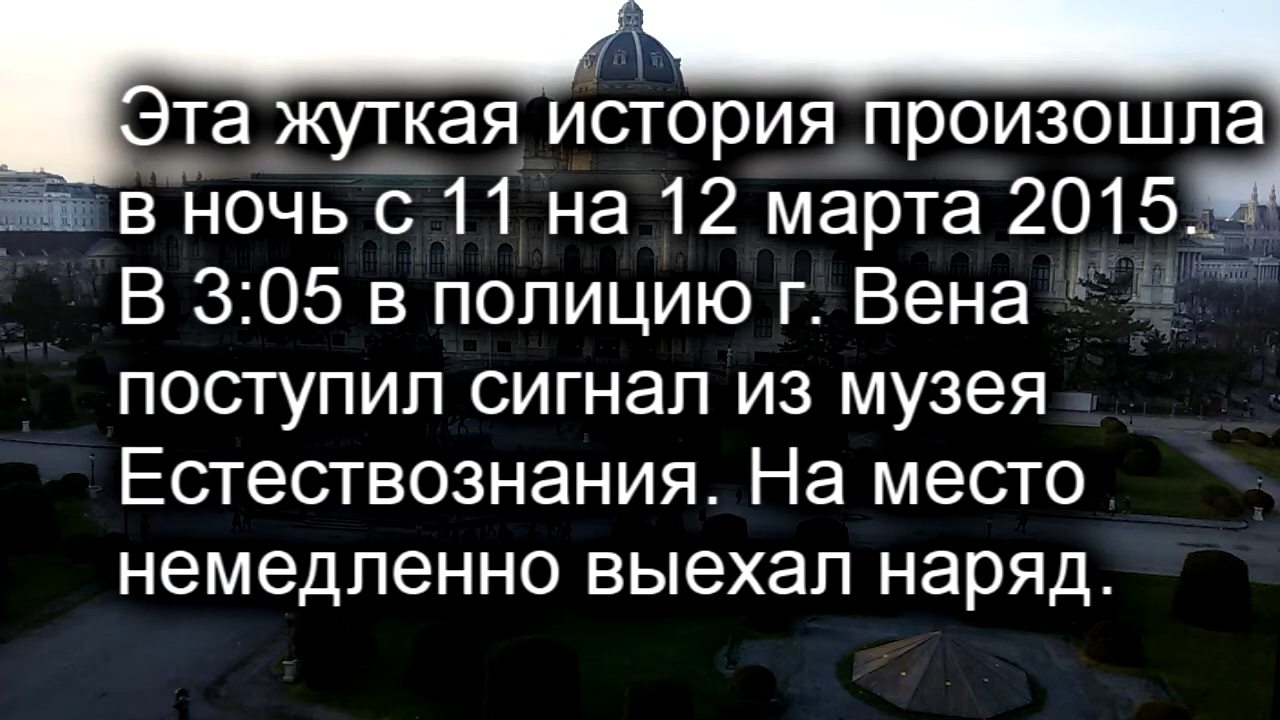 Эта жуткая история произошла
в ночь с 11 на 12 марта 2015.
В 3:05 в полицию г. Вена
поступил сигнал из музея
Естествознания. На место
немедленно выехал наряд.